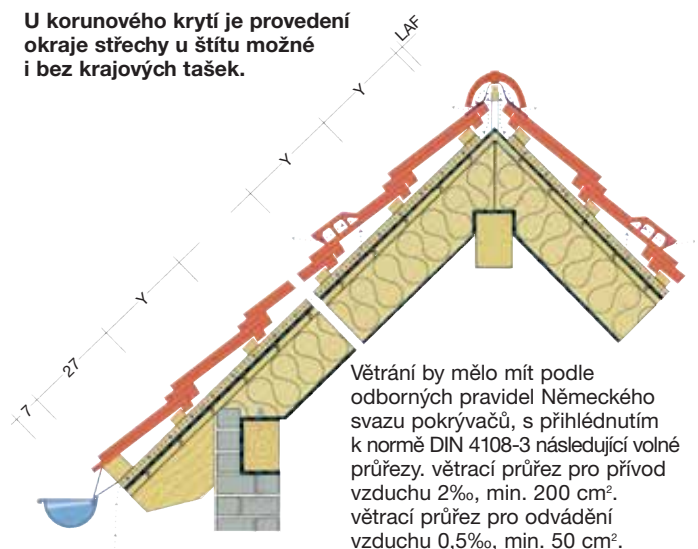 U korunového krytí je provedení
okraje střechy u štítu možné
i bez krajových tašek.
LAF
Y
Y
Y
27
7
Větrání by mělo mít podle
odborných pravidel Německého
svazu pokrývačů, s přihlédnutím
k normě DIN 4108-3 následující volné
průřezy. větrací průřez pro přívod
vzduchu 2‰, min. 200 cm².
větrací průřez pro odvádění
vzduchu 0,5‰, min. 50 cm².